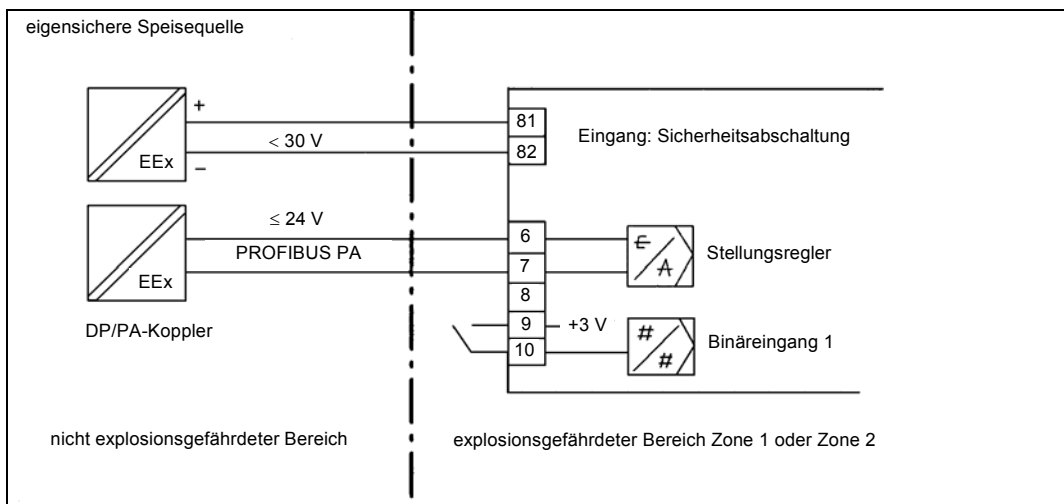 eigensichere Speisequelle
+
81
< 30 V
Eingang: Sicherheitsabschaltung
82
EEx
–
≤ 24 V
6
PROFIBUS PA
E
A
Stellungsregler
7
EEx
8
DP/PA-Koppler
9
+3 V
#
#
Binäreingang 1
10
nicht explosionsgefährdeter Bereich
explosionsgefährdeter Bereich Zone 1 oder Zone 2